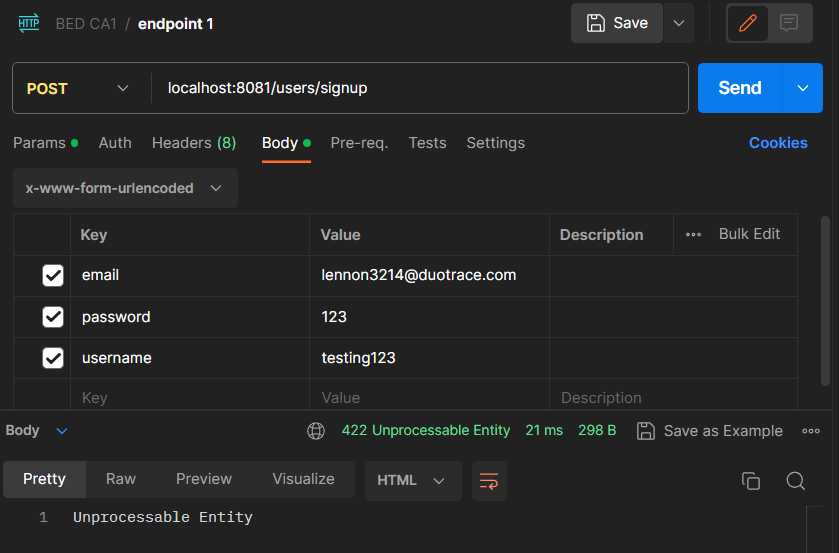 HTTP BED CA1 / endpoint 1 Save
POST localhost:8081/users/signup Send
Params Auth Headers (8) Body Pre-req. Tests Settings Cookies
x-www-form-urlencoded
Key Value Description ••• Bulk Edit
email lennon3214@duotrace.com
password 123
username testing123
Key Value Description
Body 422 Unprocessable Entity 21 ms 298 B Save as Example
Pretty Raw Preview Visualize HTML
1 Unprocessable Entity